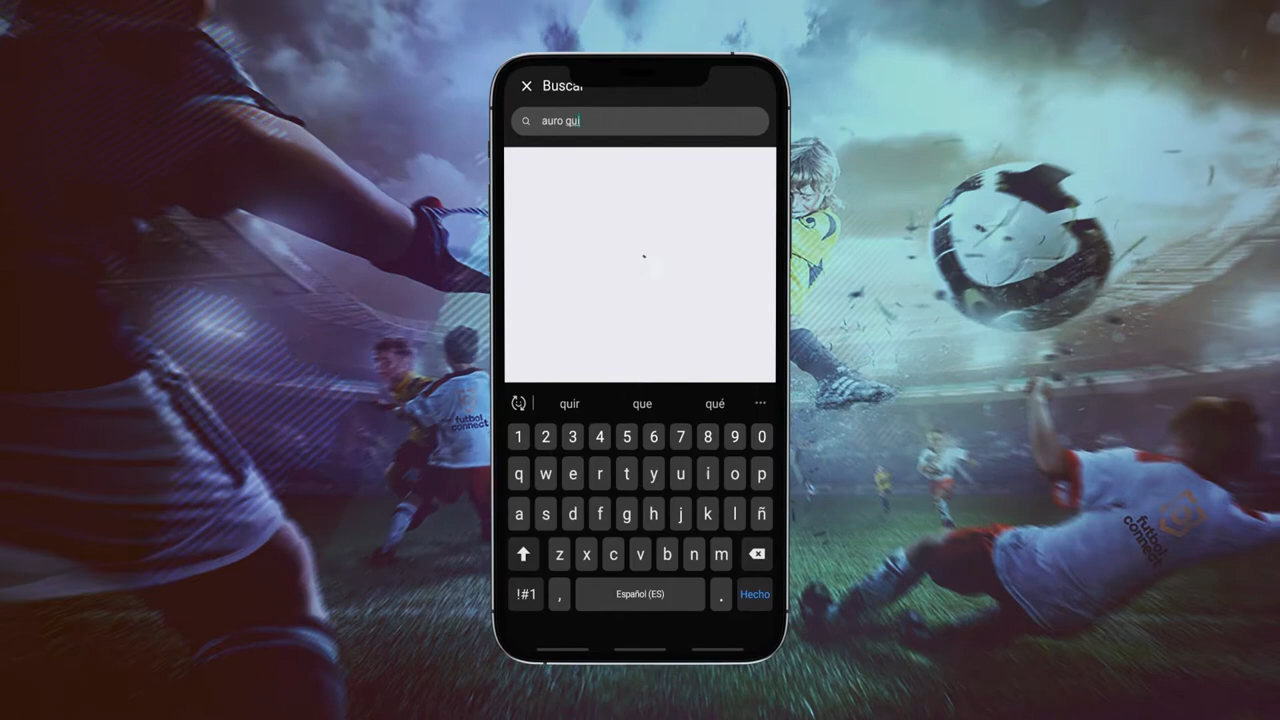 Buscar
auro qui
quir que qué ...
1 2 3 4 5 6 7 8 9 0
q w e r t y u i o p
a s d f g h j k l ñ
z x c v b n m
!#1 , Español (ES) . Hecho
futbol
connect
futbol
connect